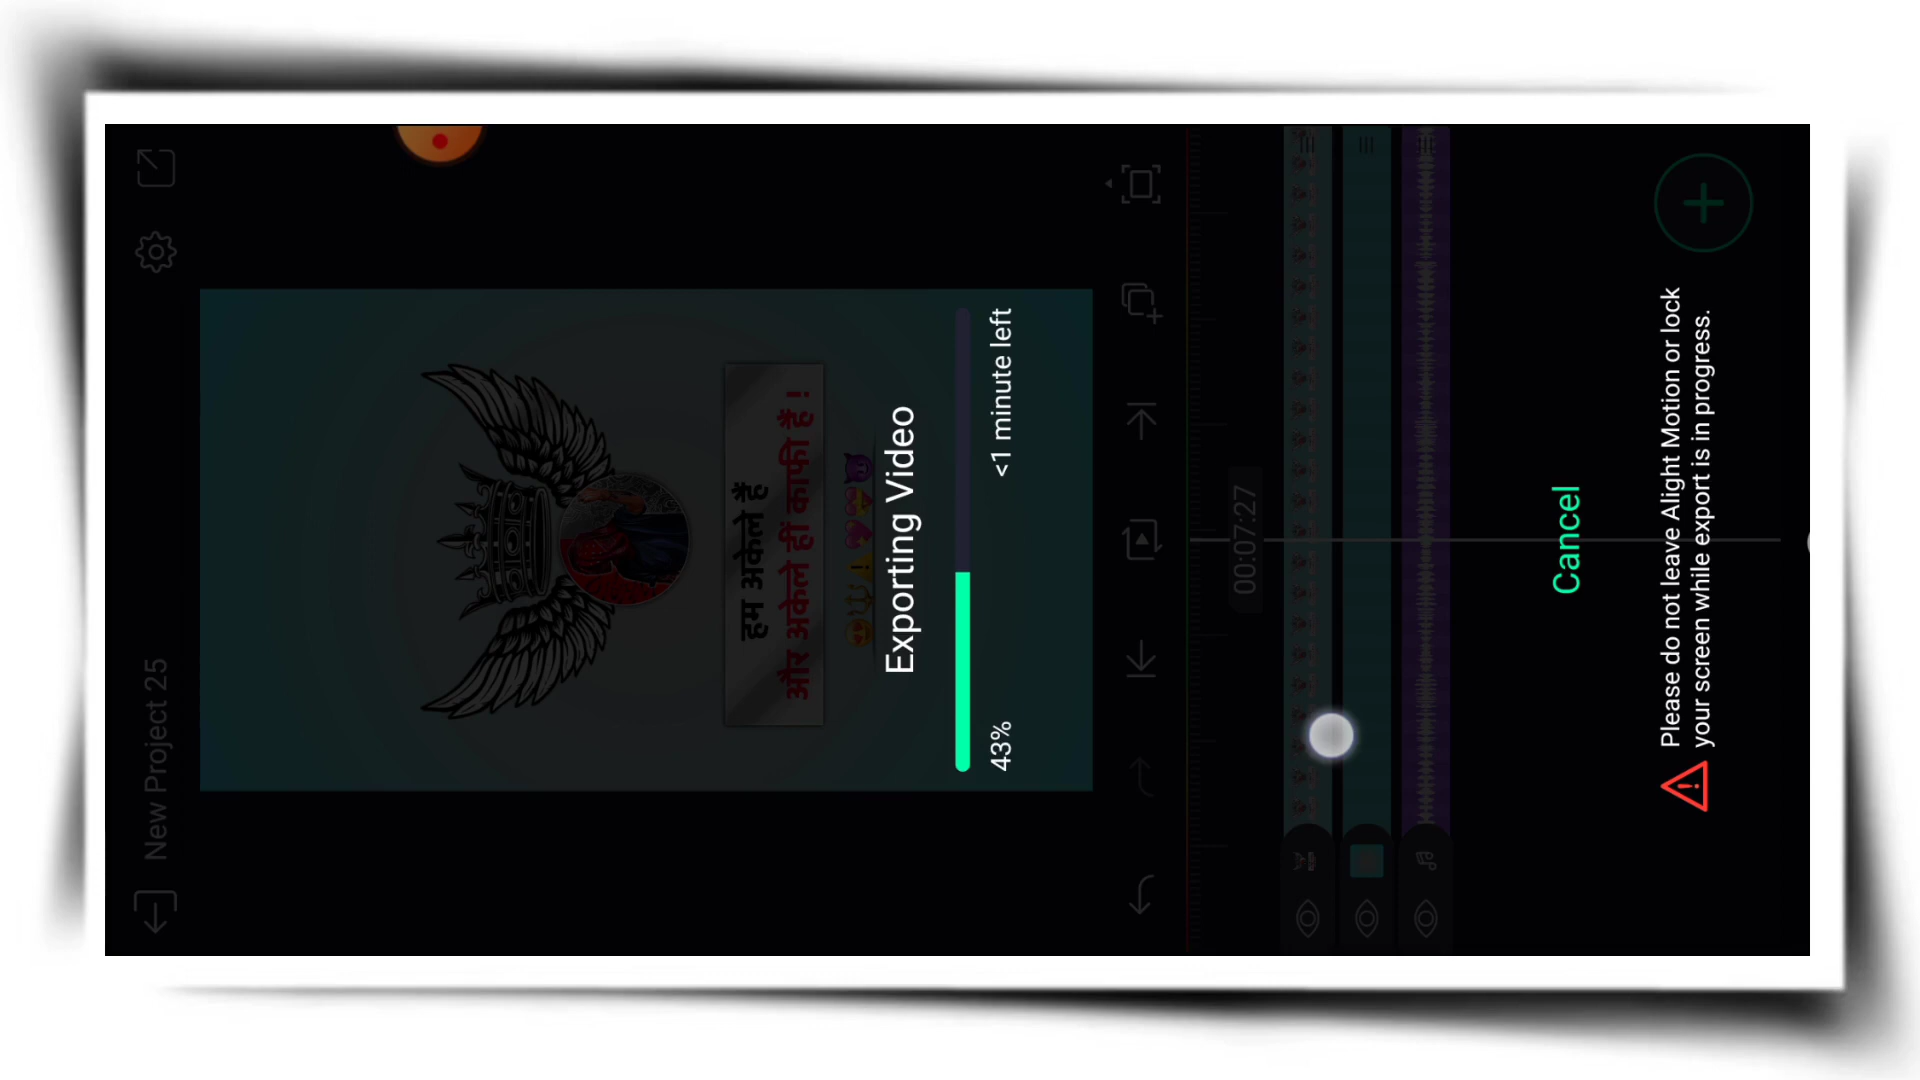 New Project 25
हम अकेले है
और अकेले हीं काफी है !
Exporting Video
43%
<1 minute left
00:07:27
Cancel
Please do not leave Alight Motion or lock
your screen while export is in progress.